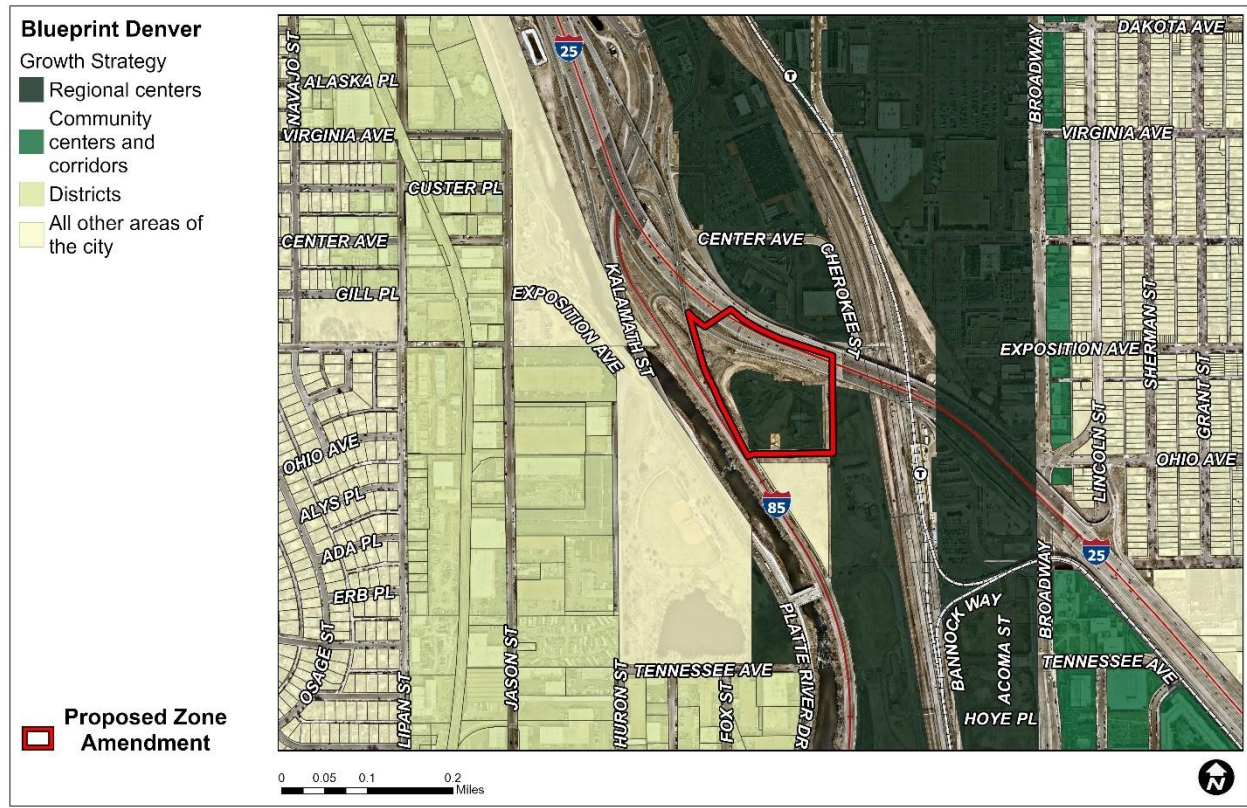 Blueprint Denver
Growth Strategy
Regional centers
Community
centers and
corridors
Districts
All other areas of
the city
Proposed Zone
Amendment
NAVAJO ST
ALASKA PL
VIRGINIA AVE
CUSTER PL
CENTER AVE
GILL PL
EXPOSITION AVE
KALAMATH ST
OHIO AVE
ALYS PL
ADA PL
ERB PL
OSAGE ST
LIPAN ST
JASON ST
HURON ST
TENNESSEE AVE
FOX ST
PLATTE RIVER DR
25
T
CENTER AVE
CHEROKEE ST
85
T
BANNOCK WAY
ACOMA ST
HOYE PL
BROADWAY
DAKOTA AVE
VIRGINIA AVE
EXPOSITION AVE
SHERMAN ST
GRANT ST
LINCOLN ST
OHIO AVE
25
BROADWAY
TENNESSEE AVE
0 0.05 0.1 0.2
Miles
N